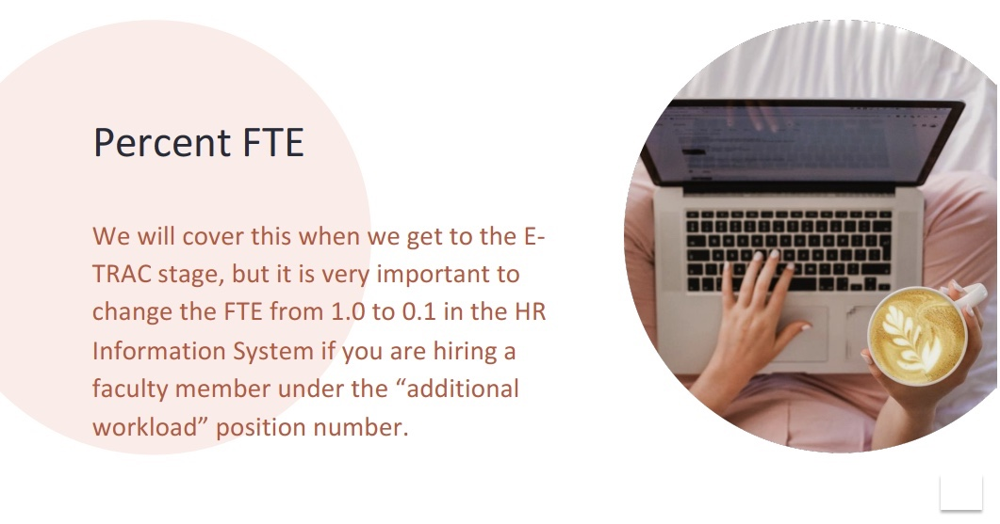 Percent FTE
We will cover this when we get to the E-
TRAC stage, but it is very important to
change the FTE from 1.0 to 0.1 in the HR
Information System if you are hiring a
faculty member under the “additional
workload” position number.